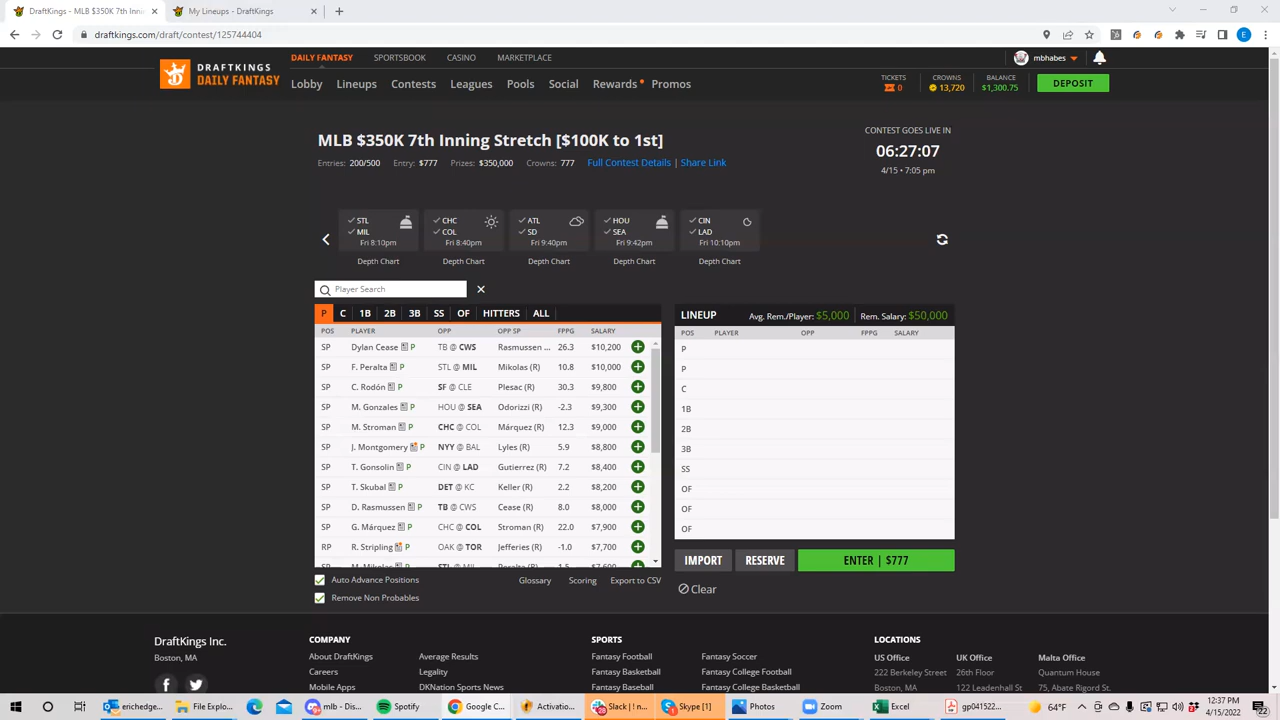 DraftKings - MLB $350K 7th Innin
My Lineups - DraftKings
draftkings.com/draft/contest/125744404
DAILY FANTASY SPORTSBOOK CASINO MARKETPLACE
mbhabes
DRAFTKINGS
DAILY FANTASY
Lobby Lineups Contests Leagues Pools Social Rewards Promos
TICKETS 0
CROWNS 13,720
BALANCE $1,300.75
DEPOSIT
MLB $350K 7th Inning Stretch [$100K to 1st]
Entries: 200/500 Entry: $777 Prizes: $350,000 Crowns: 777 Full Contest Details | Share Link
CONTEST GOES LIVE IN
06:27:07
4/15 • 7:05 pm
STL CHC ATL HOU CIN
MIL COL SD SEA LAD
Fri 8:10pm Fri 8:40pm Fri 9:40pm Fri 9:42pm Fri 10:10pm
Depth Chart Depth Chart Depth Chart Depth Chart Depth Chart
Player Search
P C 1B 2B 3B SS OF HITTERS ALL
POS PLAYER OPP OPP SP FPPG SALARY
SP Dylan Cease P TB @ CWS Rasmussen ... 26.3 $10,200
SP F. Peralta P STL @ MIL Mikolas (R) 10.8 $10,000
SP C. Rodón P SF @ CLE Plesac (R) 30.3 $9,800
SP M. Gonzales P HOU @ SEA Odorizzi (R) -2.3 $9,300
SP M. Stroman P CHC @ COL Márquez (R) 12.3 $9,000
SP J. Montgomery P NYY @ BAL Lyles (R) 5.9 $8,800
SP T. Gonsolin P CIN @ LAD Gutierrez (R) 7.2 $8,400
SP T. Skubal P DET @ KC Keller (R) 2.2 $8,200
SP D. Rasmussen P TB @ CWS Cease (R) 8.0 $8,000
SP G. Márquez P CHC @ COL Stroman (R) 22.0 $7,900
RP R. Stripling P OAK @ TOR Jefferies (R) -1.0 $7,700
SP M. Mikolas P STL @ MIL Peralta (R) 1.5 $7,600
LINEUP Avg. Rem./Player: $5,000 Rem. Salary: $50,000
POS PLAYER OPP FPPG SALARY
P
P
C
1B
2B
3B
SS
OF
OF
OF
IMPORT RESERVE ENTER | $777
Clear
Auto Advance Positions Glossary Scoring Export to CSV
Remove Non Probables
DraftKings Inc.
Boston, MA
COMPANY
About DraftKings Average Results
Careers Legality
Mobile Apps DKNation Sports News
SPORTS
Fantasy Football Fantasy Soccer
Fantasy Basketball Fantasy College Football
Fantasy Baseball Fantasy College Basketball
LOCATIONS
US Office UK Office Malta Office
222 Berkeley Street 26th Floor Quantum House
Boston, MA 122 Leadenhall St 75, Abate Rigord St.
E
erichedge... File Explo... mlb - Dis... Spotify Google C... Activatio... Slack | n... Skype [1] Photos Zoom Excel gp041522... 64°F
12:37 PM
4/15/2022
22